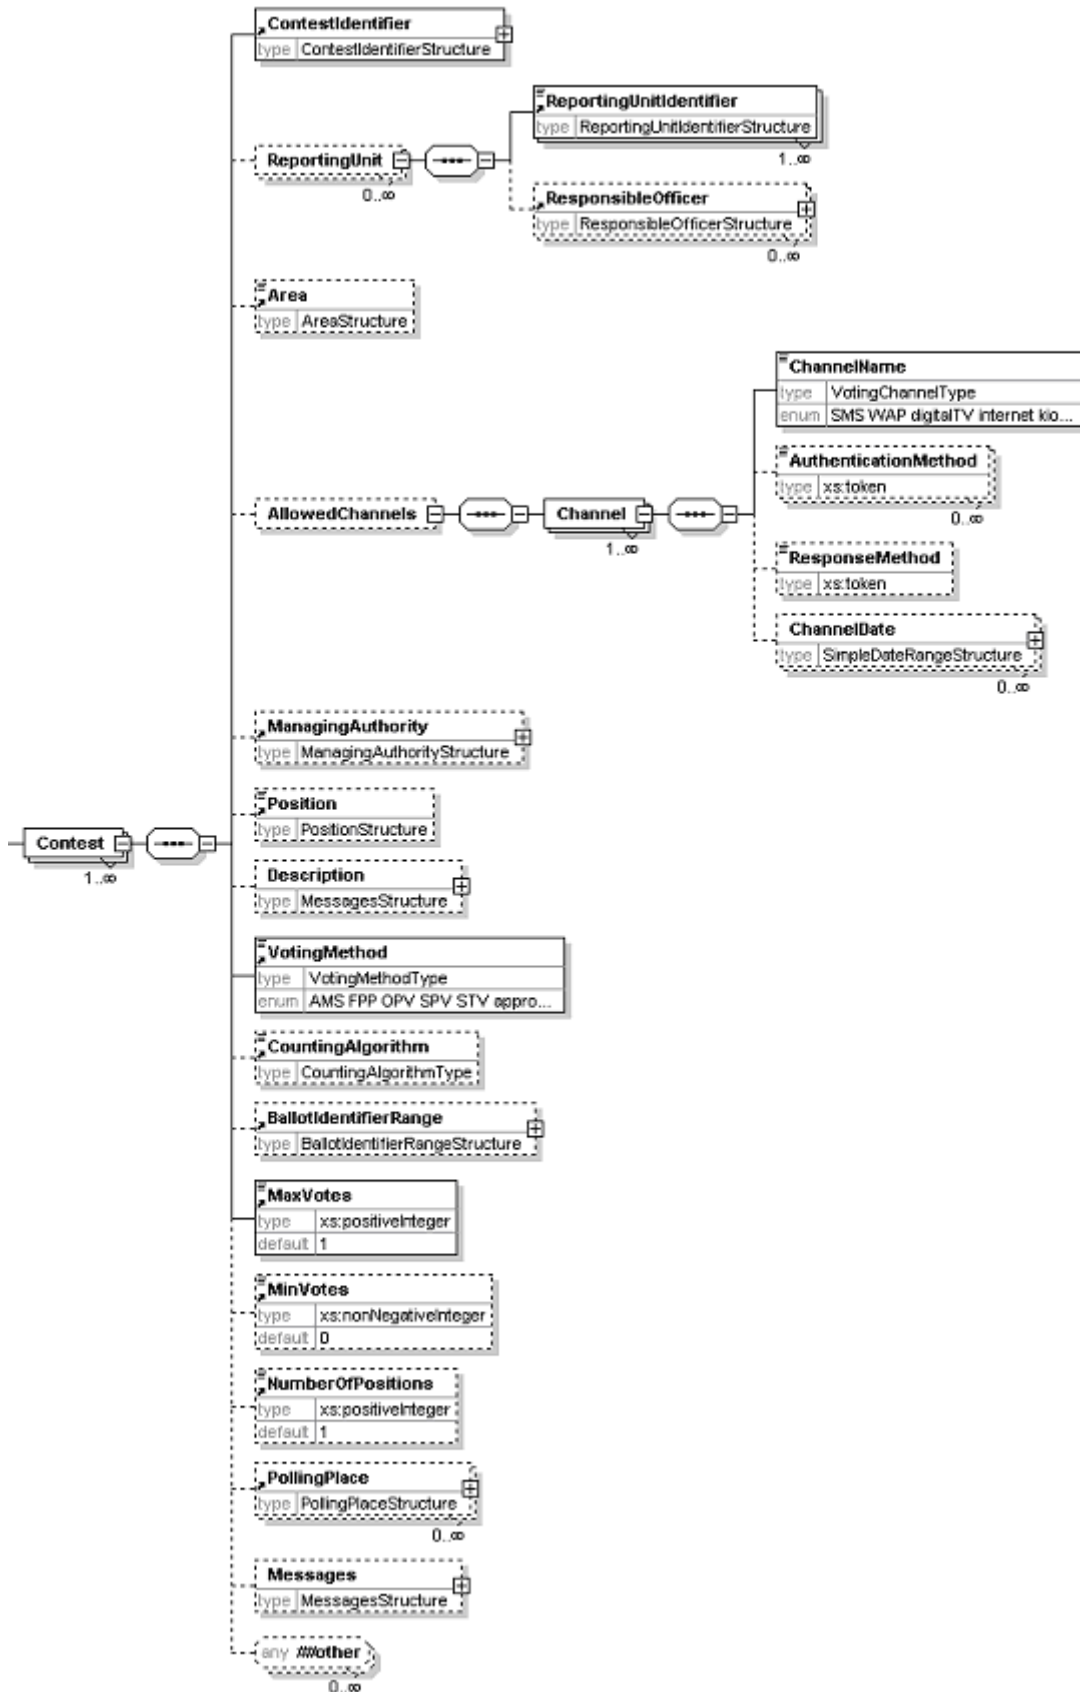 ContestIdentifier
type ContestIdentifierStructure
ReportingUnitIdentifier
type ReportingUnitIdentifierStructure
1..∞
ReportingUnit
0..∞
ResponsibleOfficer
type ResponsibleOfficerStructure
0..∞
Area
type AreaStructure
ChannelName
type VotingChannelType
enum SMS WAP digitalTV internet kio...
AuthenticationMethod
type xs:token
0..∞
AllowedChannels
Channel
1..∞
ResponseMethod
type xs:token
ChannelDate
type SimpleDateRangeStructure
0..∞
ManagingAuthority
type ManagingAuthorityStructure
Position
type PositionStructure
Contest
1..∞
Description
type MessagesStructure
VotingMethod
type VotingMethodType
enum AMS FPP OPV SPV STV appro...
CountingAlgorithm
type CountingAlgorithmType
BallotIdentifierRange
type BallotIdentifierRangeStructure
MaxVotes
type xs:positiveInteger
default 1
MinVotes
type xs:nonNegativeInteger
default 0
NumberOfPositions
type xs:positiveInteger
default 1
PollingPlace
type PollingPlaceStructure
0..∞
Messages
type MessagesStructure
any ##other
0..∞